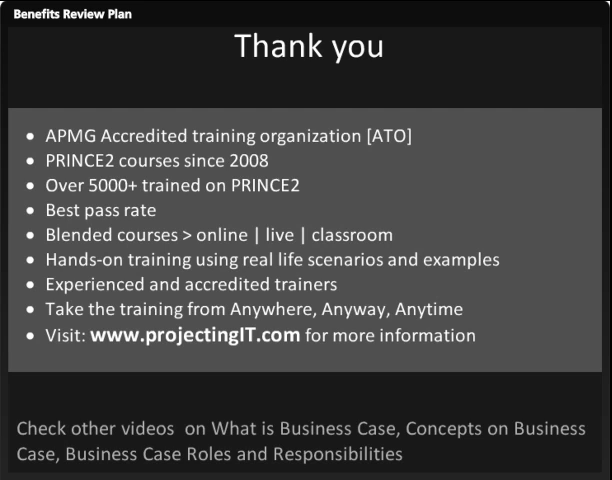 Benefits Review Plan
Thank you
• APMG Accredited training organization [ATO]
• PRINCE2 courses since 2008
• Over 5000+ trained on PRINCE2
• Best pass rate
• Blended courses > online | live | classroom
• Hands-on training using real life scenarios and examples
• Experienced and accredited trainers
• Take the training from Anywhere, Anyway, Anytime
• Visit: www.projectingIT.com for more information
Check other videos on What is Business Case, Concepts on Business
Case, Business Case Roles and Responsibilities